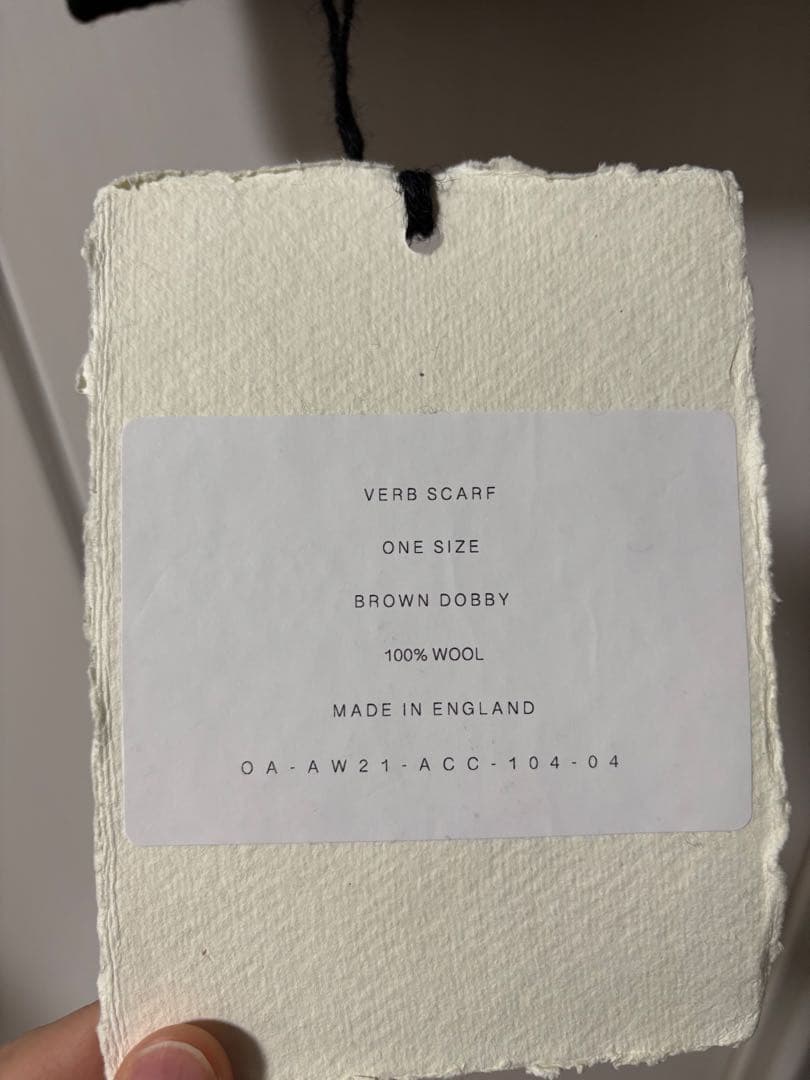 VERB SCARF
ONE SIZE
BROWN DOBBY
100% WOOL
MADE IN ENGLAND
OA-AW21-ACC-104-04